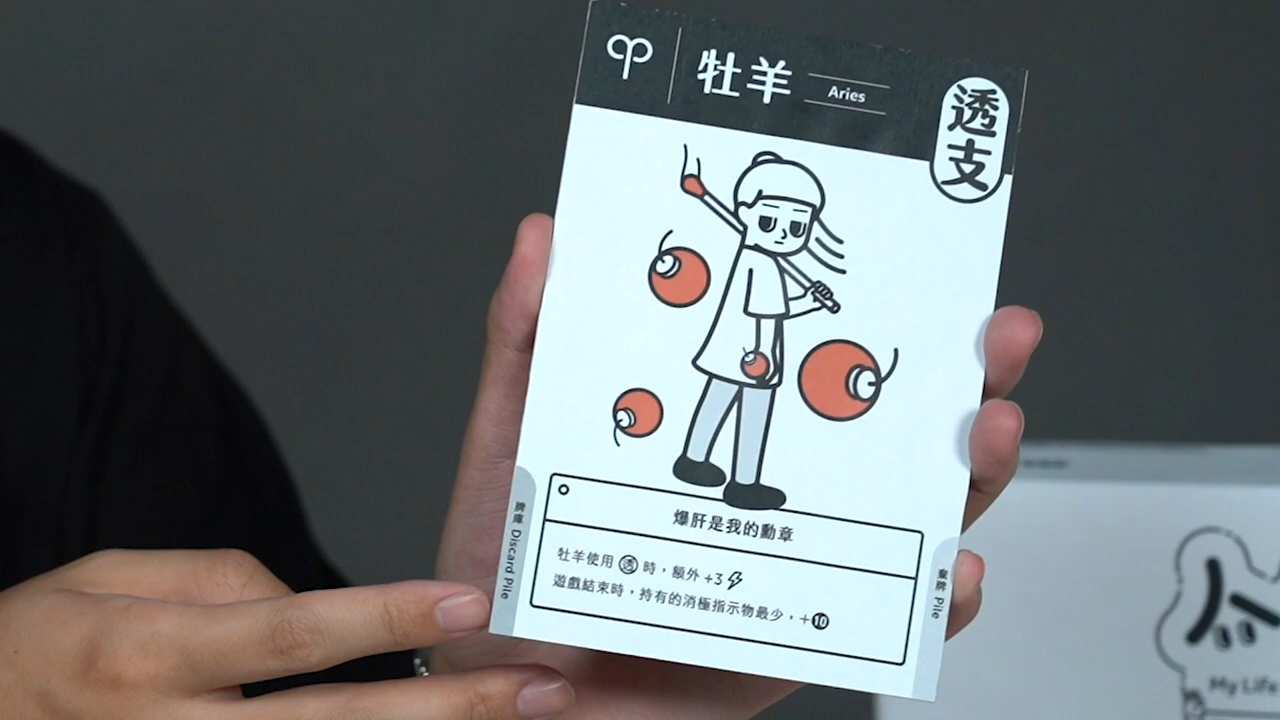 牡羊 Aries
透支
爆肝是我的勳章
牡羊使用 透 時，額外 +3
遊戲結束時，持有的消極指示物最少，+10
牌庫 Discard Pile
棄牌 Pile
My Life